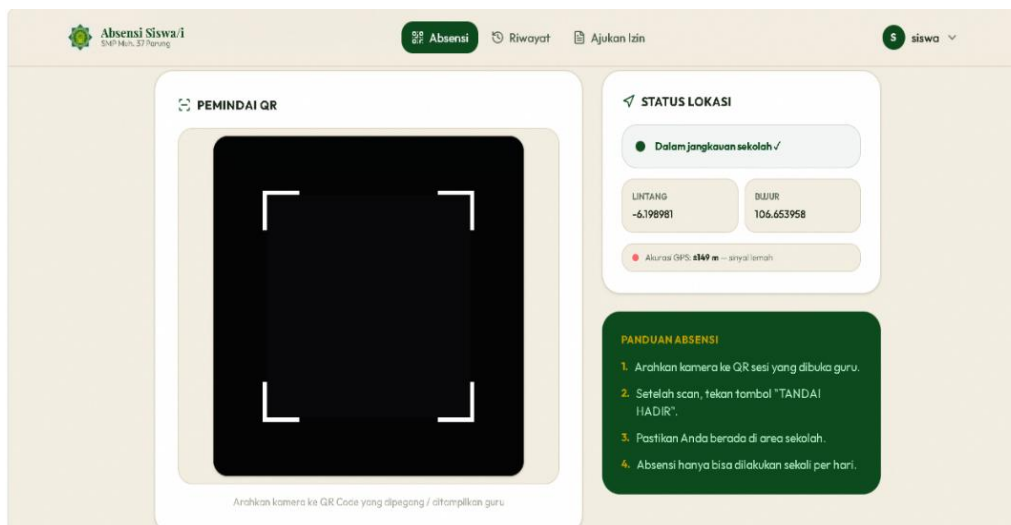 Absensi Siswa/i
SMP Muh. 37 Parung
Absensi
Riwayat
Ajukan Izin
S
siswa
PEMINDAI QR
Arahkan kamera ke QR Code yang dipegang / ditampilkan guru.
STATUS LOKASI
Dalam jangkauan sekolah ✓
LINTANG
-6.198981
BUJUR
106.653958
Akurasi GPS: ±149 m — sinyal lemah
PANDUAN ABSENSI
1. Arahkan kamera ke QR sesi yang dibuka guru.
2. Setelah scan, tekan tombol "TANDAI
HADIR".
3. Pastikan Anda berada di area sekolah.
4. Absensi hanya bisa dilakukan sekali per hari.